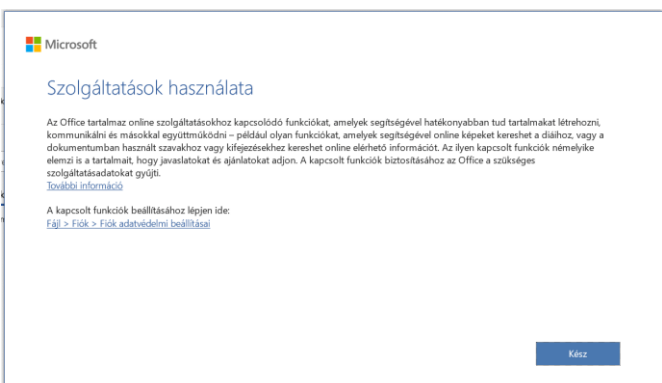 Microsoft
Szolgáltatások használata
Az Office tartalmaz online szolgáltatásokhoz kapcsolódó funkciókat, amelyek segítségével hatékonyabban tud tartalmakat létrehozni,
kommunikálni és másokkal együttműködni – például olyan funkciókat, amelyek segítségével online képeket kereshet a diáihoz, vagy a
dokumentumban használt szavakhoz vagy kifejezésekhez kereshet online elérhető információt. Az ilyen kapcsolt funkciók némelyike
elemzi is a tartalmait, hogy javaslatokat és ajánlatokat adjon. A kapcsolt funkciók biztosításához az Office a szükséges
szolgáltatásadatokat gyűjti.
További információ
A kapcsolt funkciók beállításához lépjen ide:
Fájl > Fiók > Fiók adatvédelmi beállításai
Kész